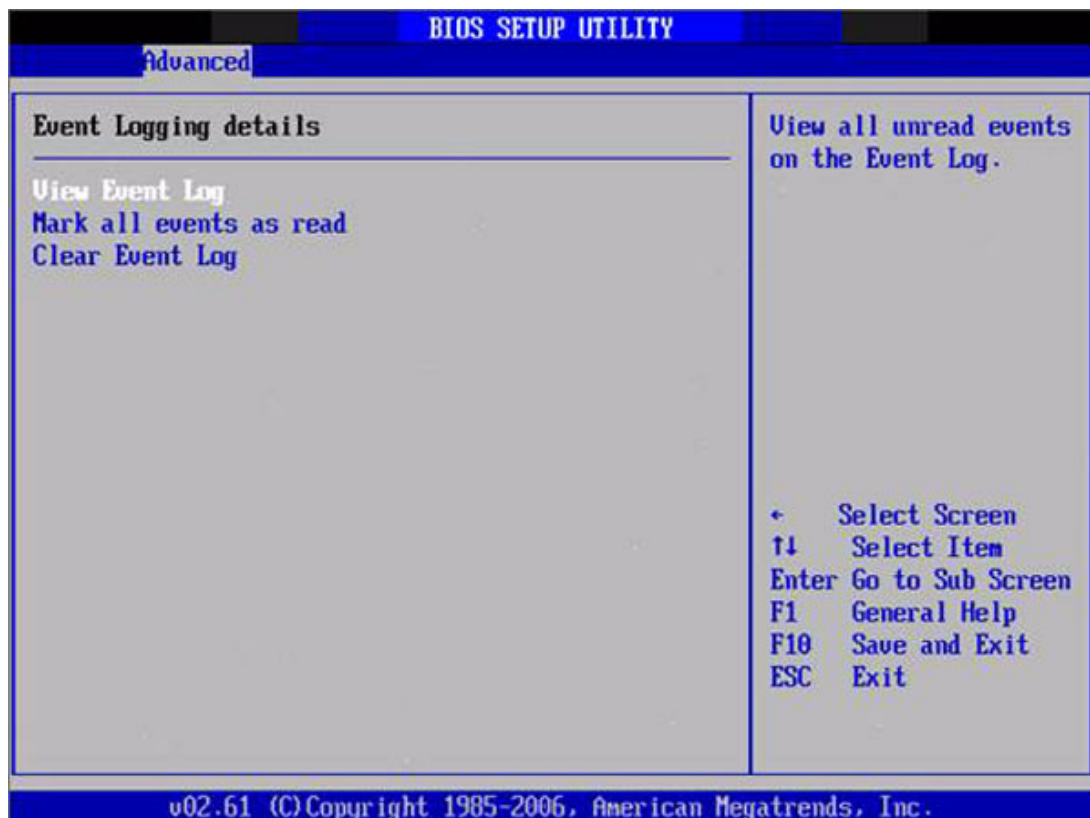 BIOS SETUP UTILITY
Advanced
Event Logging details
View Event Log
Mark all events as read
Clear Event Log
View all unread events
on the Event Log.
← Select Screen
↑↓ Select Item
Enter Go to Sub Screen
F1 General Help
F10 Save and Exit
ESC Exit
v02.61 (C)Copyright 1985-2006, American Megatrends, Inc.